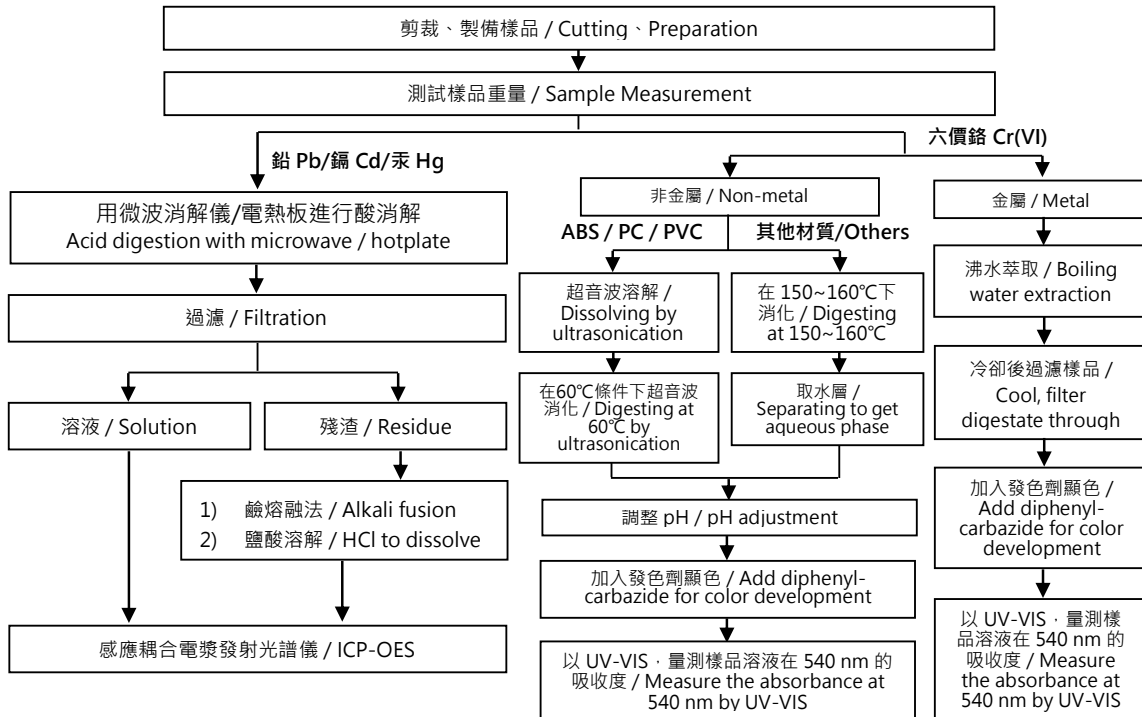 剪裁、製備樣品 / Cutting、Preparation
測試樣品重量 / Sample Measurement
鉛 Pb/鎘 Cd/汞 Hg
六價鉻 Cr(VI)
用微波消解儀/電熱板進行酸消解
Acid digestion with microwave / hotplate
過濾 / Filtration
溶液 / Solution
殘渣 / Residue
1) 鹼熔融法 / Alkali fusion
2) 鹽酸溶解 / HCl to dissolve
感應耦合電漿發射光譜儀 / ICP-OES
非金屬 / Non-metal
ABS / PC / PVC
其他材質/Others
超音波溶解 /
Dissolving by
ultrasonication
在 150~160℃下
消化 / Digesting
at 150~160℃
在60℃條件下超音波
消化 / Digesting at
60℃ by
ultrasonication
取水層 /
Separating to get
aqueous phase
調整 pH / pH adjustment
加入發色劑顯色 / Add diphenyl-
carbazide for color development
以 UV-VIS﹐量測樣品溶液在 540 nm 的
吸收度 / Measure the absorbance at
540 nm by UV-VIS
金屬 / Metal
沸水萃取 / Boiling
water extraction
冷卻後過濾樣品 /
Cool, filter
digestate through
加入發色劑顯色 /
Add diphenyl-
carbazide for color
development
以 UV-VIS﹐量測樣
品溶液在 540 nm 的
吸收度 / Measure
the absorbance at
540 nm by UV-VIS